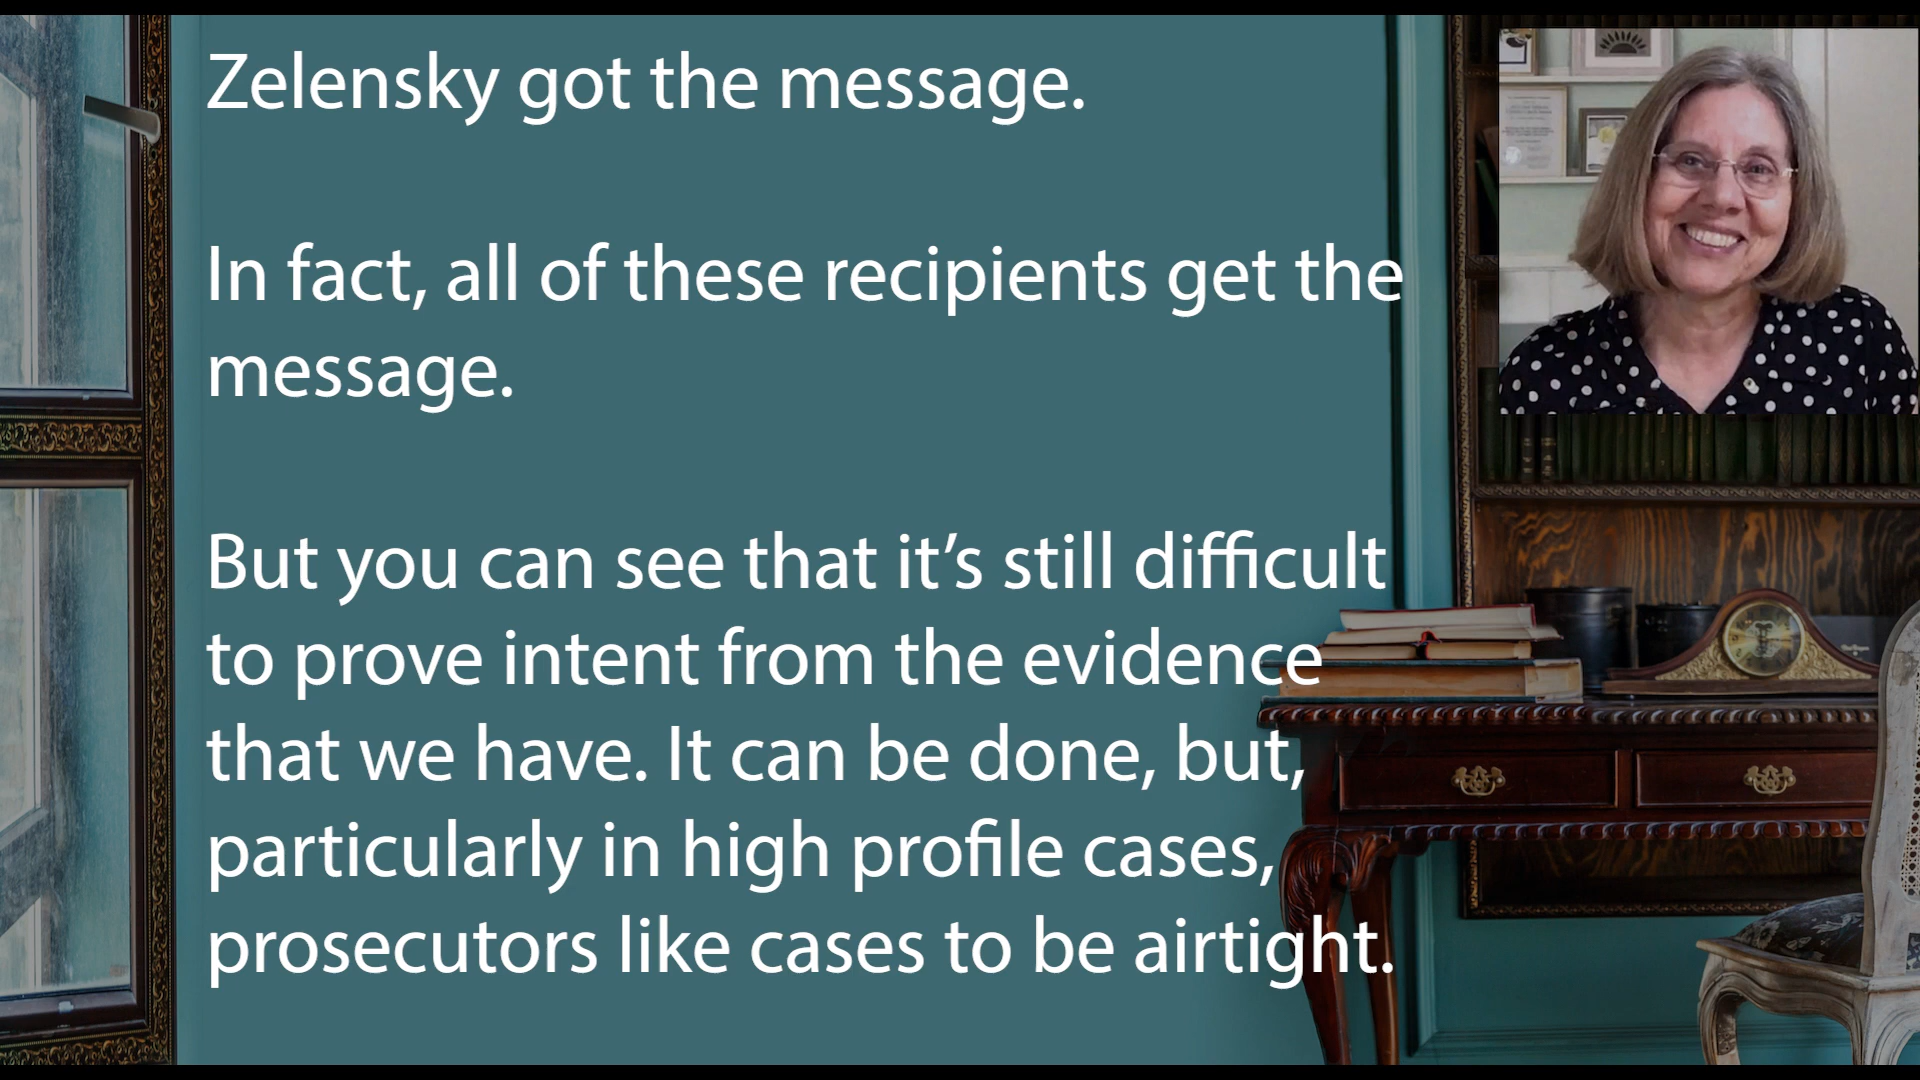 Zelensky got the message.
In fact, all of these recipients get the
message.
But you can see that it’s still difficult
to prove intent from the evidence
that we have. It can be done, but,
particularly in high profile cases,
prosecutors like cases to be airtight.